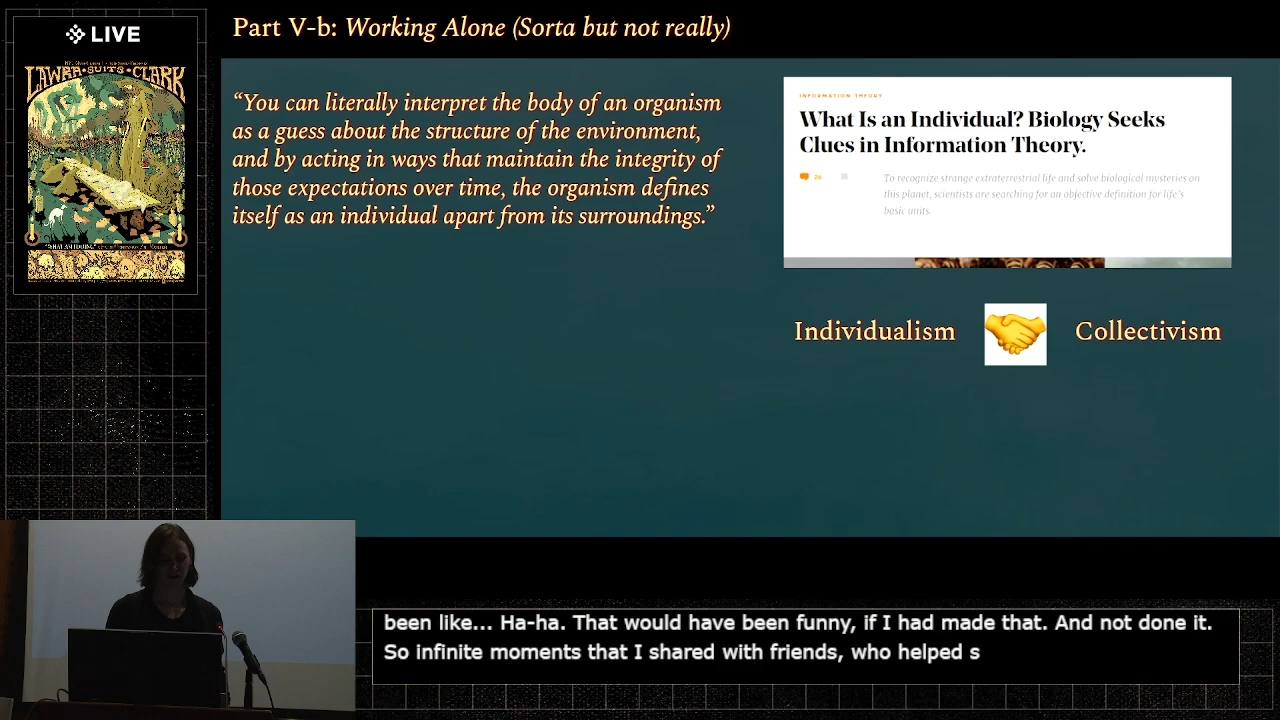 LIVE
LAWRA•SUITS•CLARK
Part V-b: Working Alone (Sorta but not really)
“You can literally interpret the body of an organism
as a guess about the structure of the environment,
and by acting in ways that maintain the integrity of
those expectations over time, the organism defines
itself as an individual apart from its surroundings.”
INFORMATION THEORY
What Is an Individual? Biology Seeks
Clues in Information Theory.
26
To recognize strange extraterrestrial life and solve biological mysteries on
this planet, scientists are searching for an objective definition for life’s
basic units.
Individualism
Collectivism
been like... Ha-ha. That would have been funny, if I had made that. And not done it.
So infinite moments that I shared with friends, who helped s